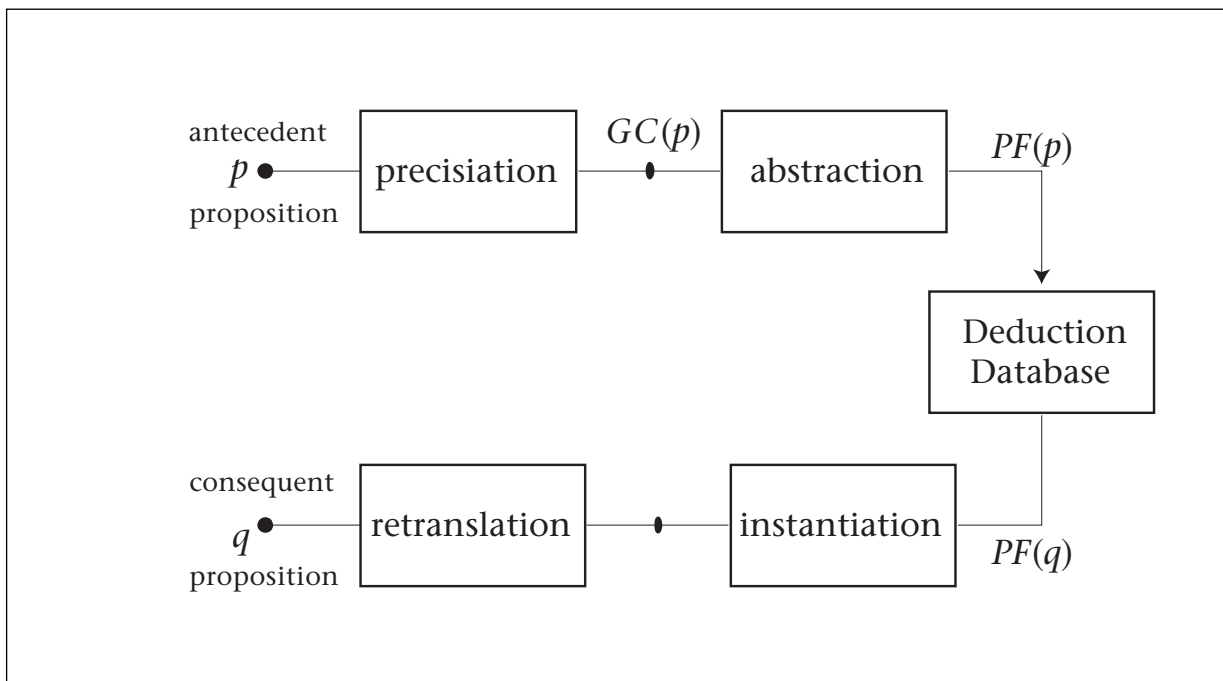 antecedent
p
proposition
precisiation
GC(p)
abstraction
PF(p)
Deduction
Database
consequent
q
proposition
retranslation
instantiation
PF(q)